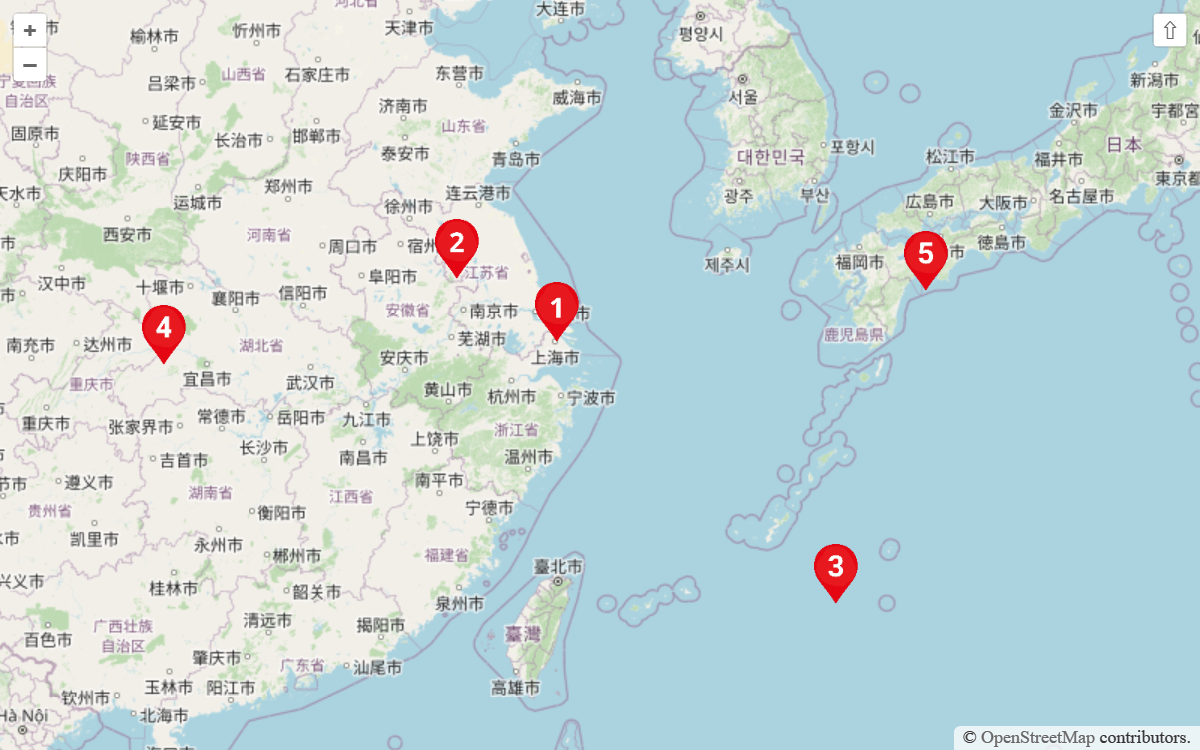 大连市
河北省
天津市
平양시
+
榆林市
忻州市
⇧
−
吕梁市
山西省
石家庄市
东营市
威海市
서울
新潟市
自治区
济南市
金沢市
宇都宮
固原市
延安市
长治市
邯郸市
山东省
포항시
日本
陕西省
泰安市
青岛市
대한민국
松江市
福井市
庆阳市
东京都
天水市
运城市
郑州市
连云港市
광주
부산
広島市
大阪市
名古屋市
徐州市
西安市
河南省
周口市
宿州
2
徳島市
市
5
福岡市
제주시
汉中市
阜阳市
江苏省
十堰市
襄阳市
信阳市
安徽省
南京市
1
市
4
鹿児島県
南充市
达州市
湖北省
芜湖市
上海市
安庆市
重庆市
宜昌市
武汉市
黄山市
杭州市
宁波市
重庆市
张家界市
常德市
岳阳市
九江市
浙江省
上饶市
吉首市
长沙市
南昌市
温州市
遵义市
湖南省
江西省
南平市
贵州省
衡阳市
宁德市
凯里市
永州市
郴州市
福建省
臺北市
3
兴义市
桂林市
韶关市
泉州市
百色市
广西壮族
自治区
清远市
揭阳市
臺灣
肇庆市
广东省
汕尾市
钦州市
玉林市
阳江市
高雄市
Hà Nội
北海市
© OpenStreetMap contributors.